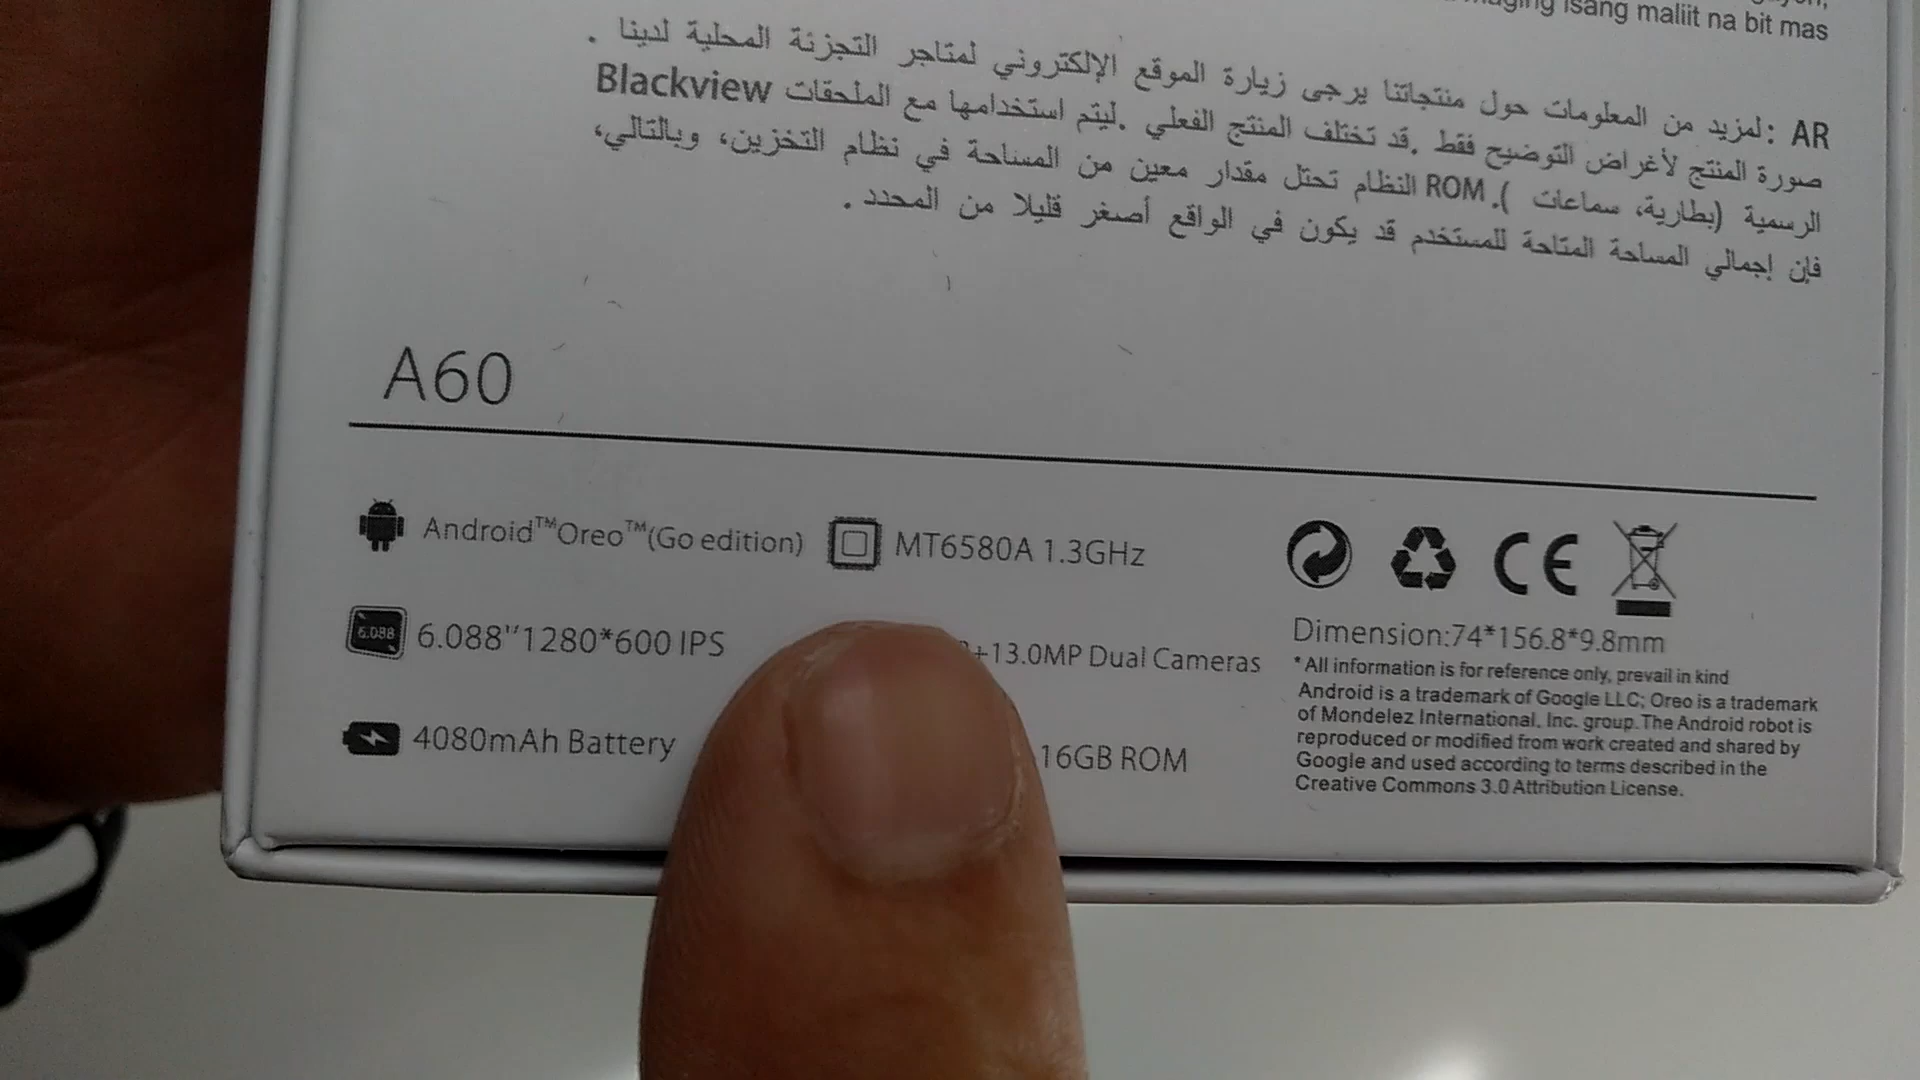 isang maliit na bit mas
AR :لمزيد من المعلومات حول منتجاتنا يرجى زيارة الموقع الإلكتروني لمتاجر التجزئة المحلية لدينا .
صورة المنتج لأغراض التوضيح فقط .قد تختلف المنتج الفعلي .ليتم استخدامها مع الملحقات Blackview
الرسمية (بطارية، سماعات ).ROM النظام تحتل مقدار معين من المساحة في نظام التخزين، وبالتالي،
فإن إجمالي المساحة المتاحة للمستخدم قد يكون في الواقع أصغر قليلا من المحدد .
A60
Android™Oreo™(Go edition)
MT6580A 1.3GHz
CE
6.088
6.088"1280*600 IPS
+13.0MP Dual Cameras
4080mAh Battery
16GB ROM
Dimension:74*156.8*9.8mm
*All information is for reference only, prevail in kind
Android is a trademark of Google LLC; Oreo is a trademark
of Mondelez International, Inc. group.The Android robot is
reproduced or modified from work created and shared by
Google and used according to terms described in the
Creative Commons 3.0 Attribution License.